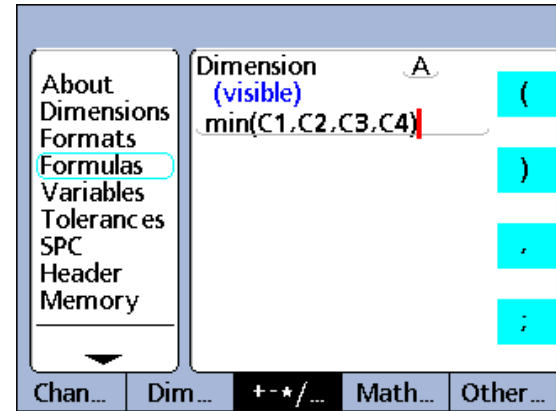 About
Dimensions
Formats
Formulas
Variables
Tolerances
SPC
Header
Memory
Dimension A
(visible)
min(C1,C2,C3,C4)
(
)
,
;
Chan... Dim... +-*/... Math... Other...